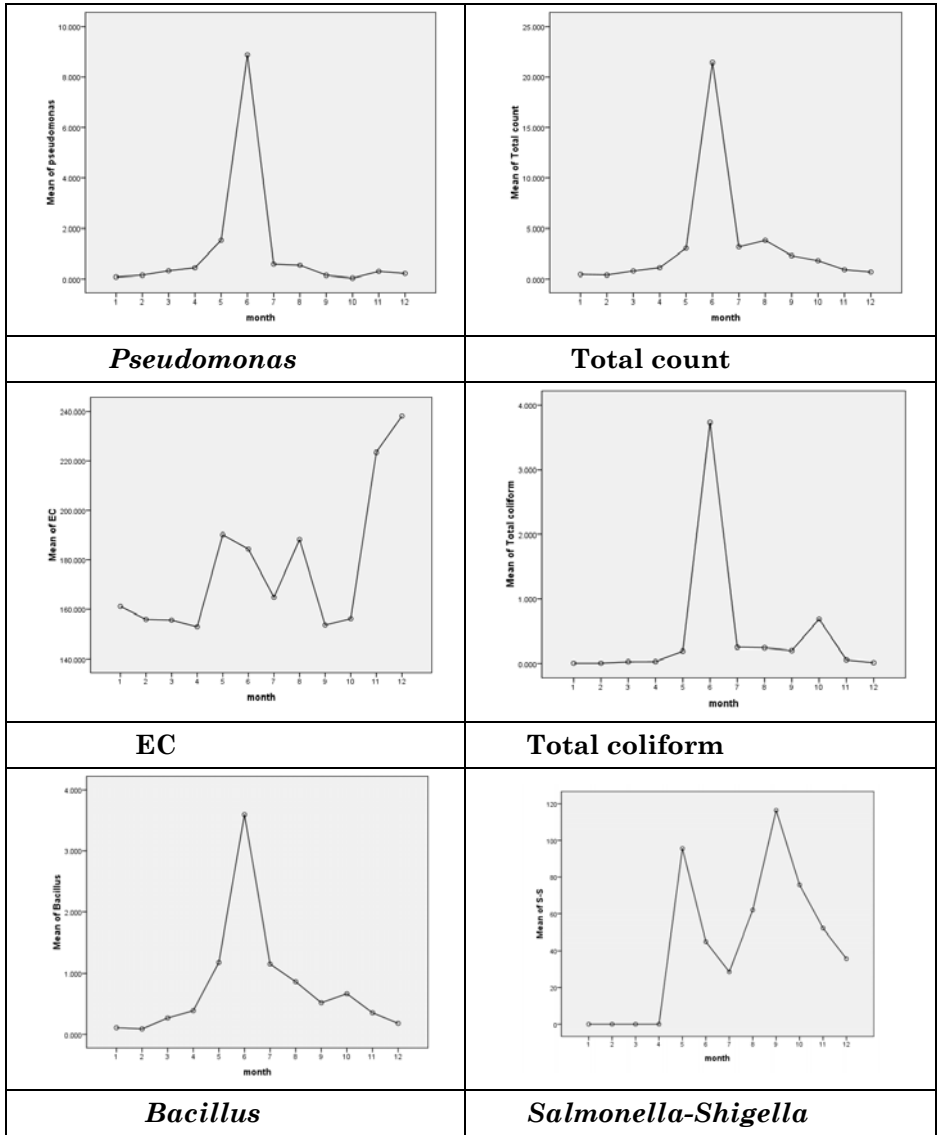 10.000
8.000
6.000
4.000
2.000
0.000
Mean of pseudomonas
1 2 3 4 5 6 7 8 9 10 11 12
month
25.000
20.000
15.000
10.000
5.000
0.000
Mean of Total count
1 2 3 4 5 6 7 8 9 10 11 12
month
Pseudomonas
Total count
240.000
220.000
200.000
180.000
160.000
140.000
Mean of EC
1 2 3 4 5 6 7 8 9 10 11 12
month
4.000
3.000
2.000
1.000
0.000
Mean of Total coliform
1 2 3 4 5 6 7 8 9 10 11 12
month
EC
Total coliform
4.000
3.000
2.000
1.000
0.000
Mean of Bacillus
1 2 3 4 5 6 7 8 9 10 11 12
month
120
100
80
60
40
20
0
Mean of S-S
1 2 3 4 5 6 7 8 9 10 11 12
month
Bacillus
Salmonella-Shigella